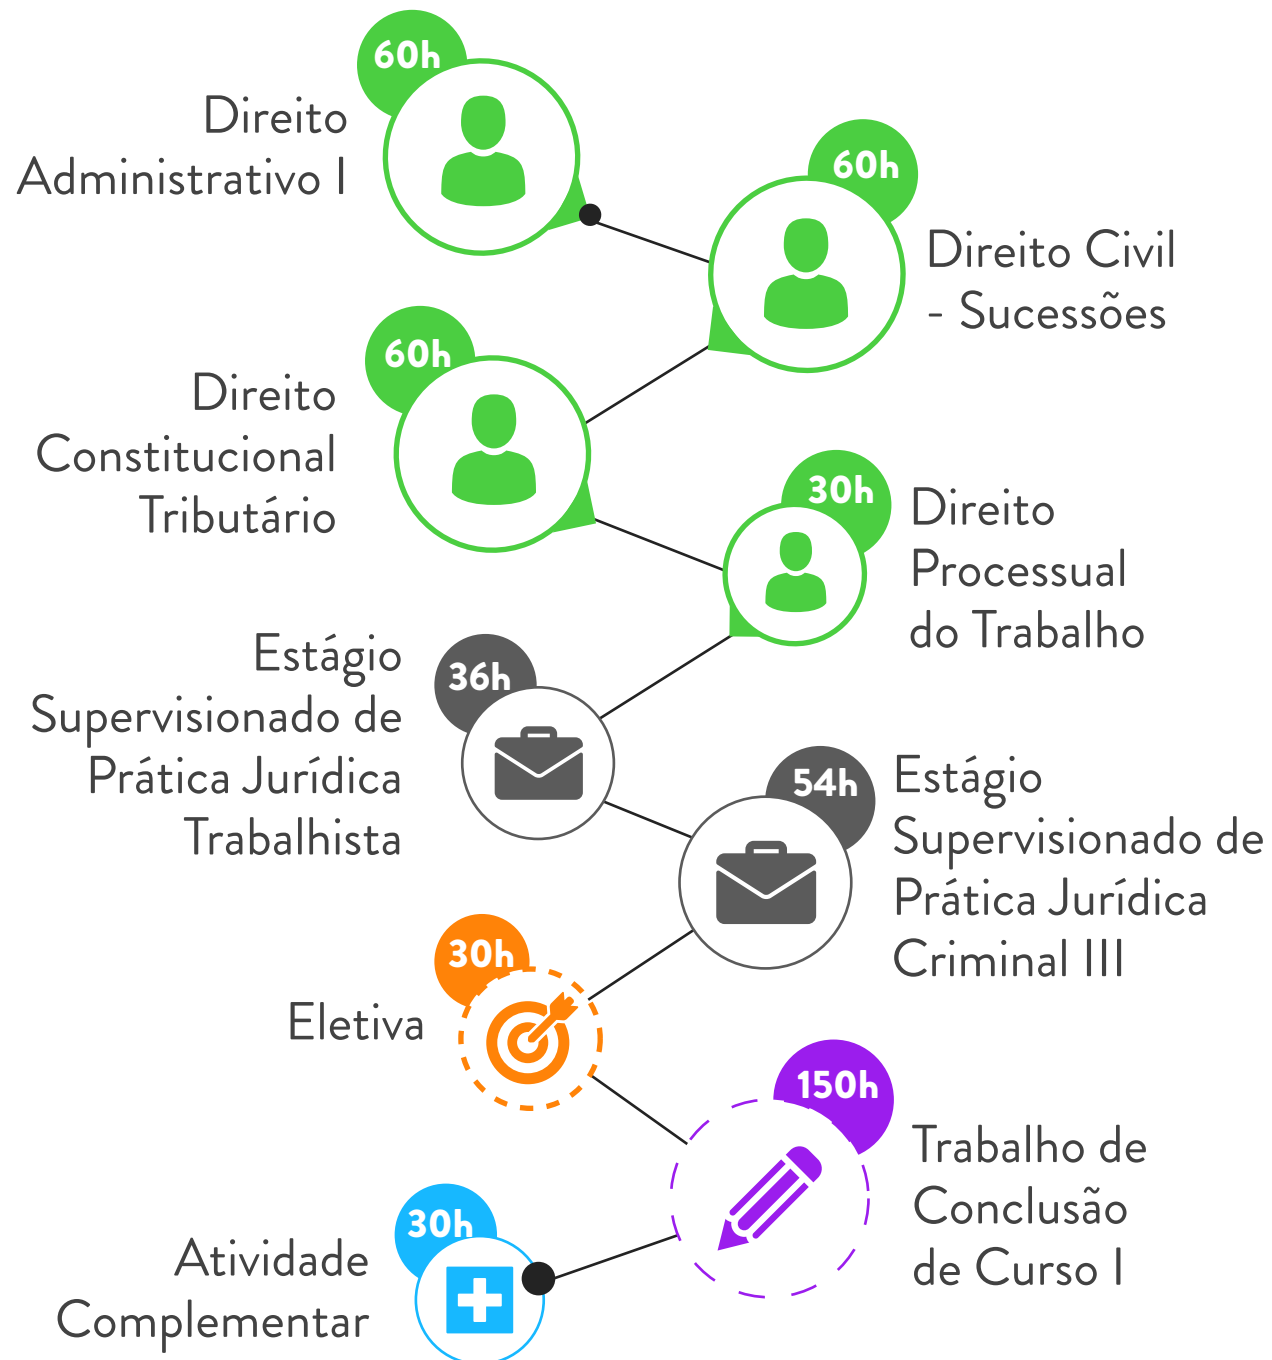 60h
Direito
Administrativo I
60h
Direito Civil
- Sucessões
60h
Direito
Constitucional
Tributário
30h
Direito
Processual
do Trabalho
36h
Estágio
Supervisionado de
Prática Jurídica
Trabalhista
54h
Estágio
Supervisionado de
Prática Jurídica
Criminal III
30h
Eletiva
150h
Trabalho de
Conclusão
de Curso I
30h
Atividade
Complementar